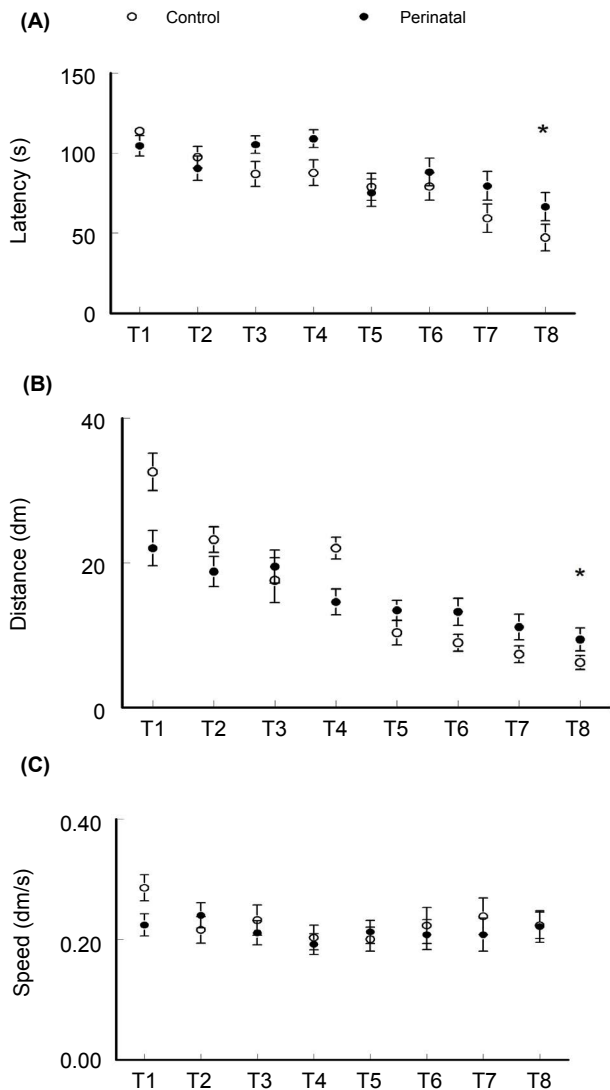 (A) Control Perinatal
150
100
50
0
Latency (s)
*
T1 T2 T3 T4 T5 T6 T7 T8
(B)
40
20
0
Distance (dm)
*
T1 T2 T3 T4 T5 T6 T7 T8
(C)
0.40
0.20
0.00
Speed (dm/s)
T1 T2 T3 T4 T5 T6 T7 T8